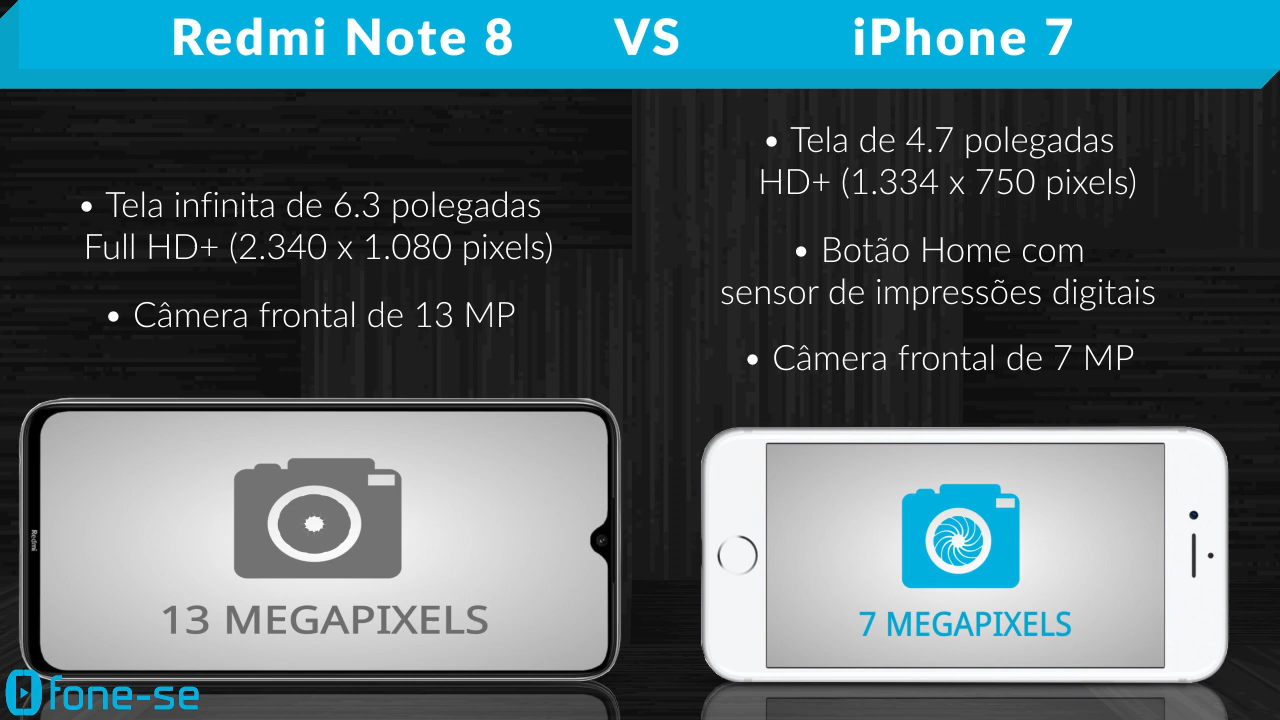 Redmi Note 8 VS iPhone 7
• Tela infinita de 6.3 polegadas
Full HD+ (2.340 x 1.080 pixels)
• Câmera frontal de 13 MP
• Tela de 4.7 polegadas
HD+ (1.334 x 750 pixels)
• Botão Home com
sensor de impressões digitais
• Câmera frontal de 7 MP
Redmi
13 MEGAPIXELS
7 MEGAPIXELS
fone-se